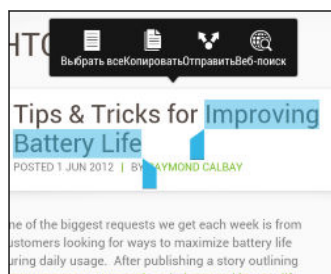 HTC
Выбрать все Копировать Отправить Веб-поиск
Tips & Tricks for Improving
Battery Life
POSTED 1 JUN 2012 | BY RAYMOND CALBAY
ne of the biggest requests we get each week is from
ustomers looking for ways to maximize battery life
uring daily usage. After publishing a story outlining